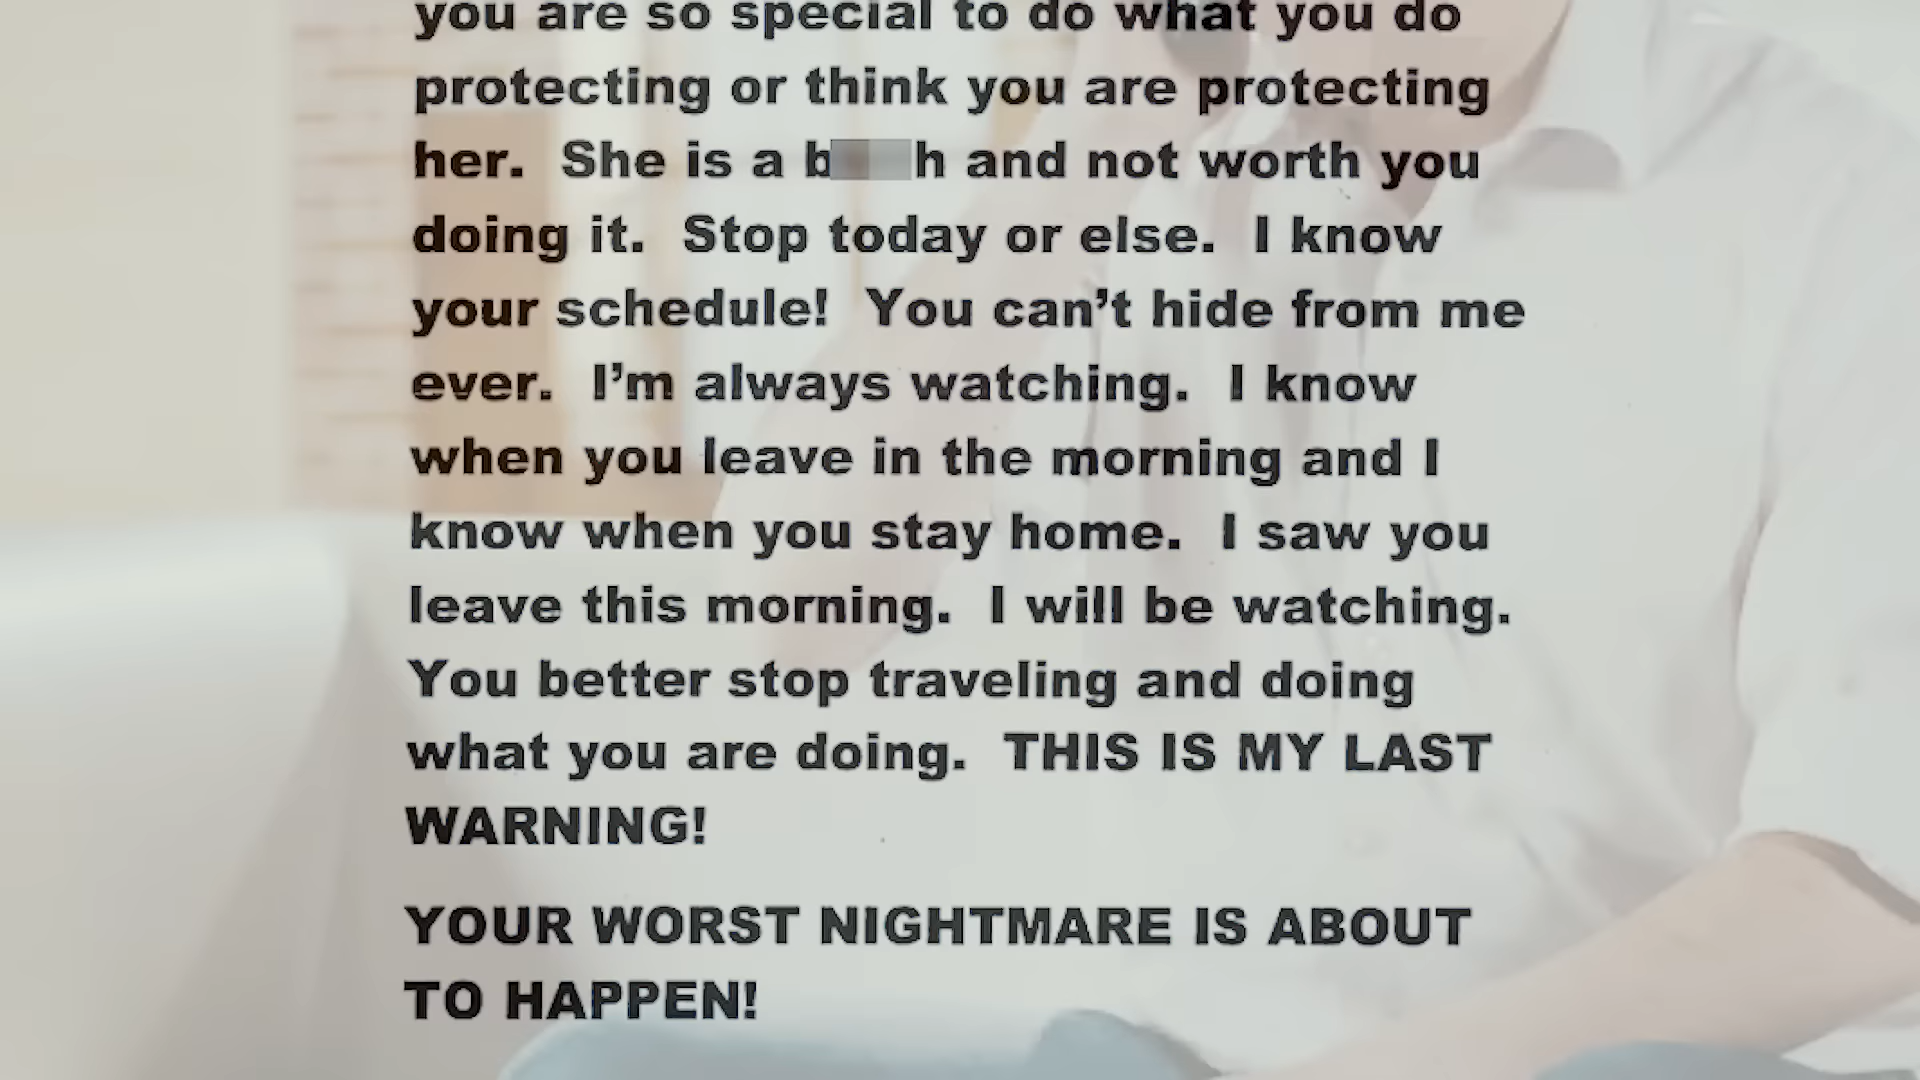 you are so special to do what you do
protecting or think you are protecting
her. She is a b h and not worth you
doing it. Stop today or else. I know
your schedule! You can't hide from me
ever. I'm always watching. I know
when you leave in the morning and I
know when you stay home. I saw you
leave this morning. I will be watching.
You better stop traveling and doing
what you are doing. THIS IS MY LAST
WARNING!
YOUR WORST NIGHTMARE IS ABOUT
TO HAPPEN!